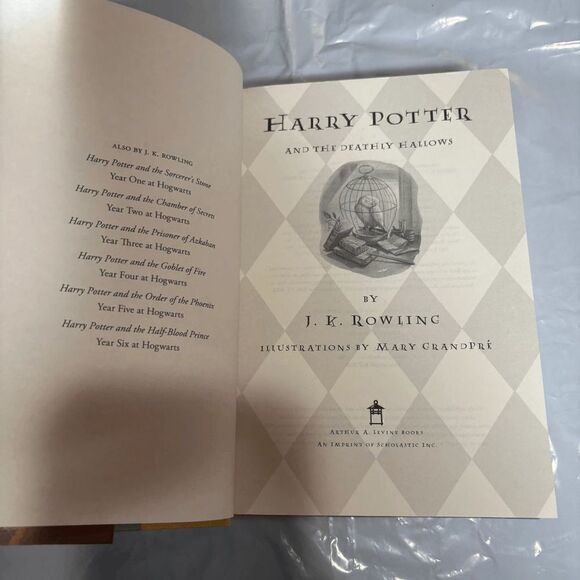 ALSO BY J. K. ROWLING
Harry Potter and the Sorcerer's Stone
Year One at Hogwarts
Harry Potter and the Chamber of Secrets
Year Two at Hogwarts
Harry Potter and the Prisoner of Azkaban
Year Three at Hogwarts
Harry Potter and the Goblet of Fire
Year Four at Hogwarts
Harry Potter and the Order of the Phoenix
Year Five at Hogwarts
Harry Potter and the Half-Blood Prince
Year Six at Hogwarts
HARRY POTTER
AND THE DEATHLY HALLOWS
BY
J. K. ROWLING
ILLUSTRATIONS BY MARY GRANDPRÉ
ARTHUR A. LEVINE BOOKS
AN IMPRINT OF SCHOLASTIC INC.